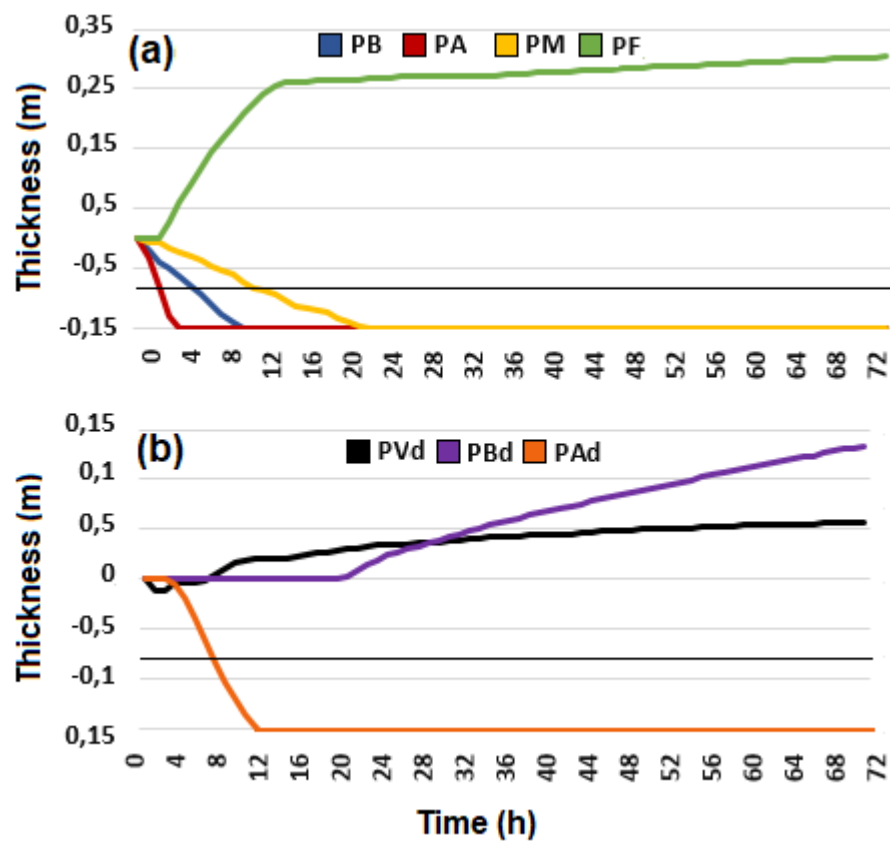 (a)
PB PA PM PF
Thickness (m)
0,35
0,25
0,15
0,5
-0,5
-0,15
0 4 8 12 16 20 24 28 32 36 40 44 48 52 56 60 64 68 72
(b)
PVd PBd PAd
Thickness (m)
0,15
0,1
0,5
0
-0,5
-0,1
0,15
0 4 8 12 16 20 24 28 32 36 40 44 48 52 56 60 64 68 72
Time (h)